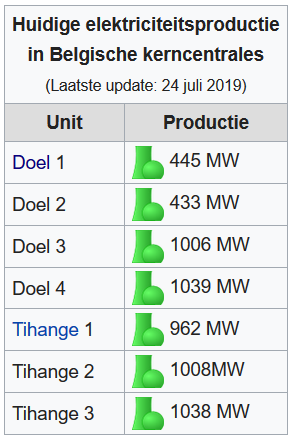 Huidige elektriciteitsproductie
in Belgische kerncentrales
(Laatste update: 24 juli 2019)
Unit Productie
Doel 1 445 MW
Doel 2 433 MW
Doel 3 1006 MW
Doel 4 1039 MW
Tihange 1 962 MW
Tihange 2 1008MW
Tihange 3 1038 MW